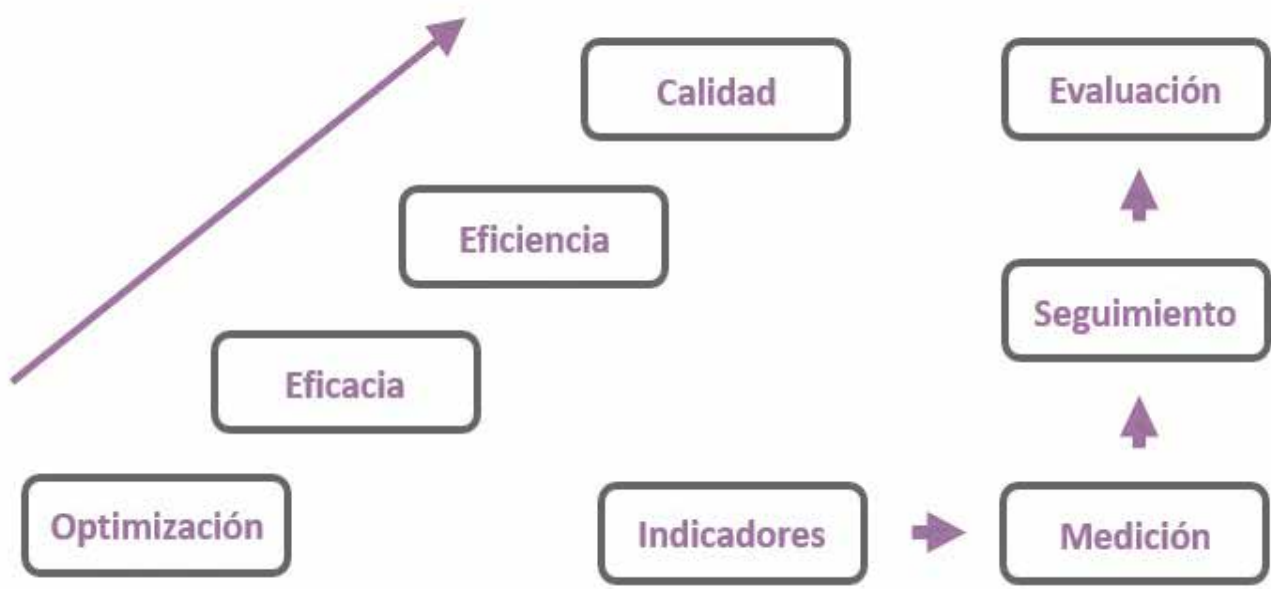 Calidad
Evaluación
Eficiencia
Seguimiento
Eficacia
Optimización
Indicadores
Medición